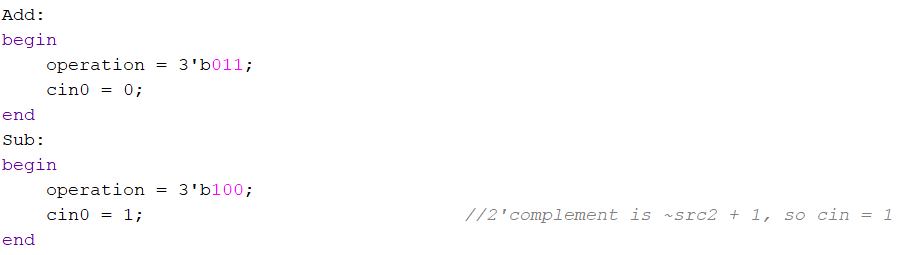 Add:
begin
    operation = 3'b011;
    cin0 = 0;
end
Sub:
begin
    operation = 3'b100;
    cin0 = 1;                             //2'complement is ~src2 + 1, so cin = 1
end